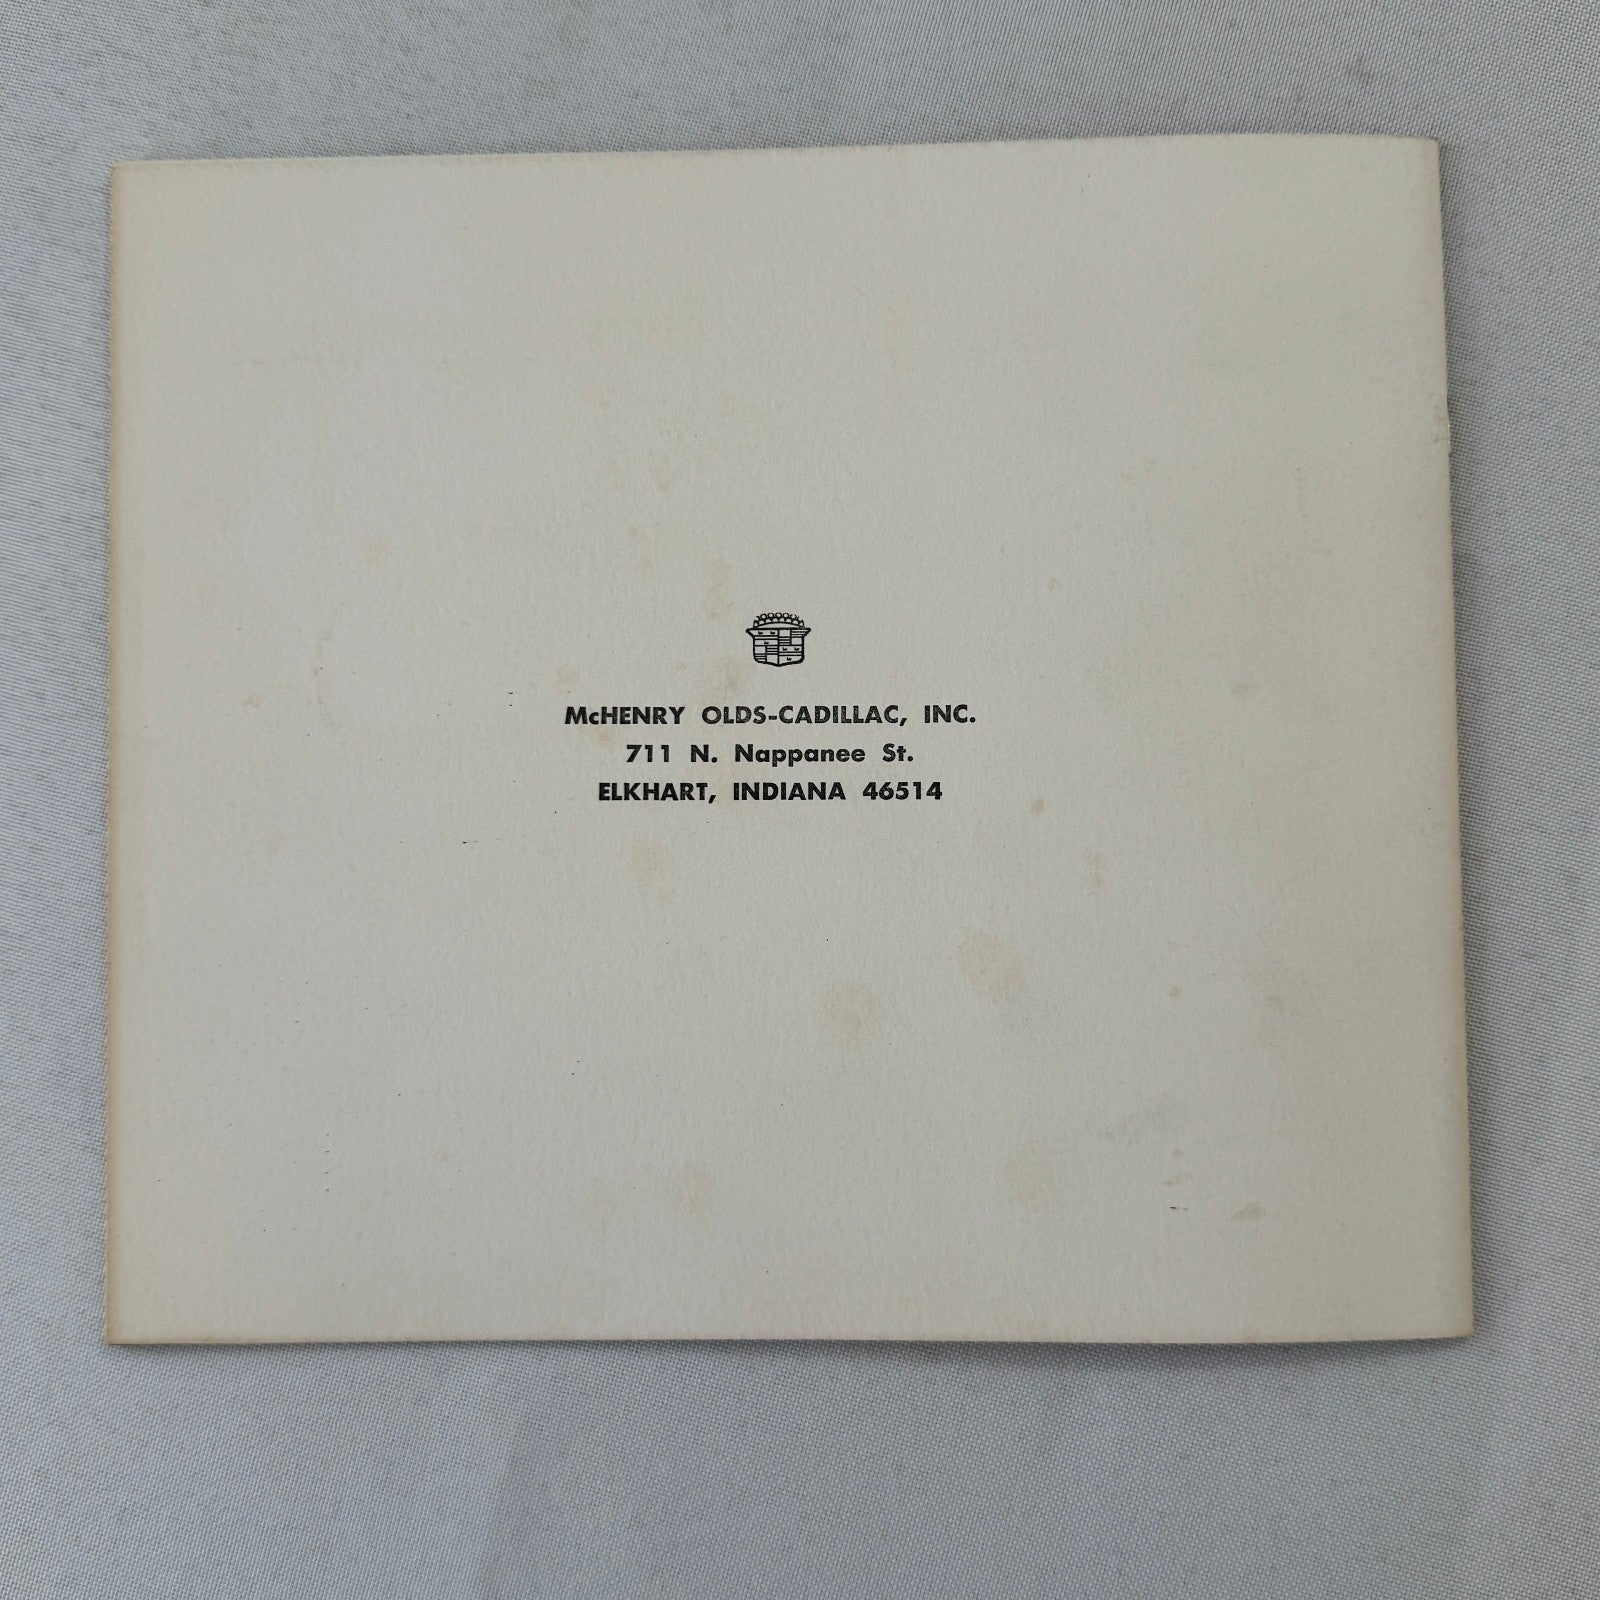 McHENRY OLDS-CADILLAC, INC.
711 N. Nappanee St.
ELKHART, INDIANA 46514